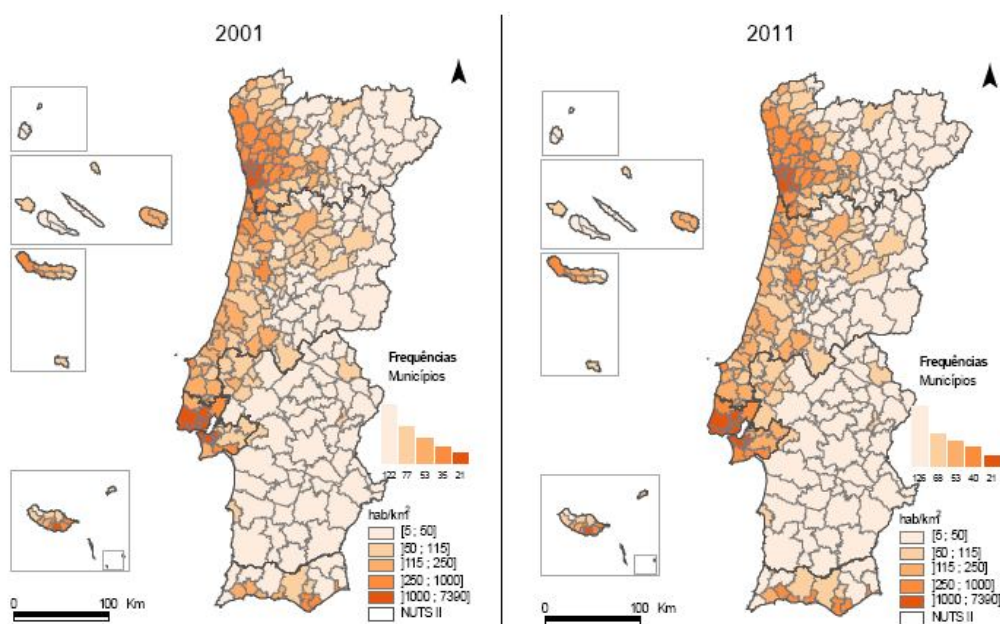 2001
Frequências
Municípios
122 77 53 35 21
hab/km²
[5 ; 50]
]50 ; 115]
]115 ; 250]
]250 ; 1000]
]1000 ; 7390]
NUTS II
0 100 Km
2011
Frequências
Municípios
126 68 53 40 21
hab/km²
[5 ; 50]
]50 ; 115]
]115 ; 250]
]250 ; 1000]
]1000 ; 7390]
NUTS II
0 100 Km